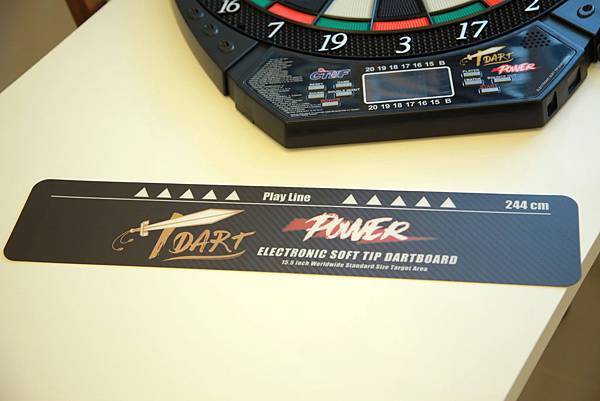 16 7 19 3 17 2
20 19 18 17 16 15 B
DART
POWER
20 19 18 17 16 15 B
Play Line 244 cm
DART POWER
ELECTRONIC SOFT TIP DARTBOARD
15.5 inch Worldwide Standard Size Target Area